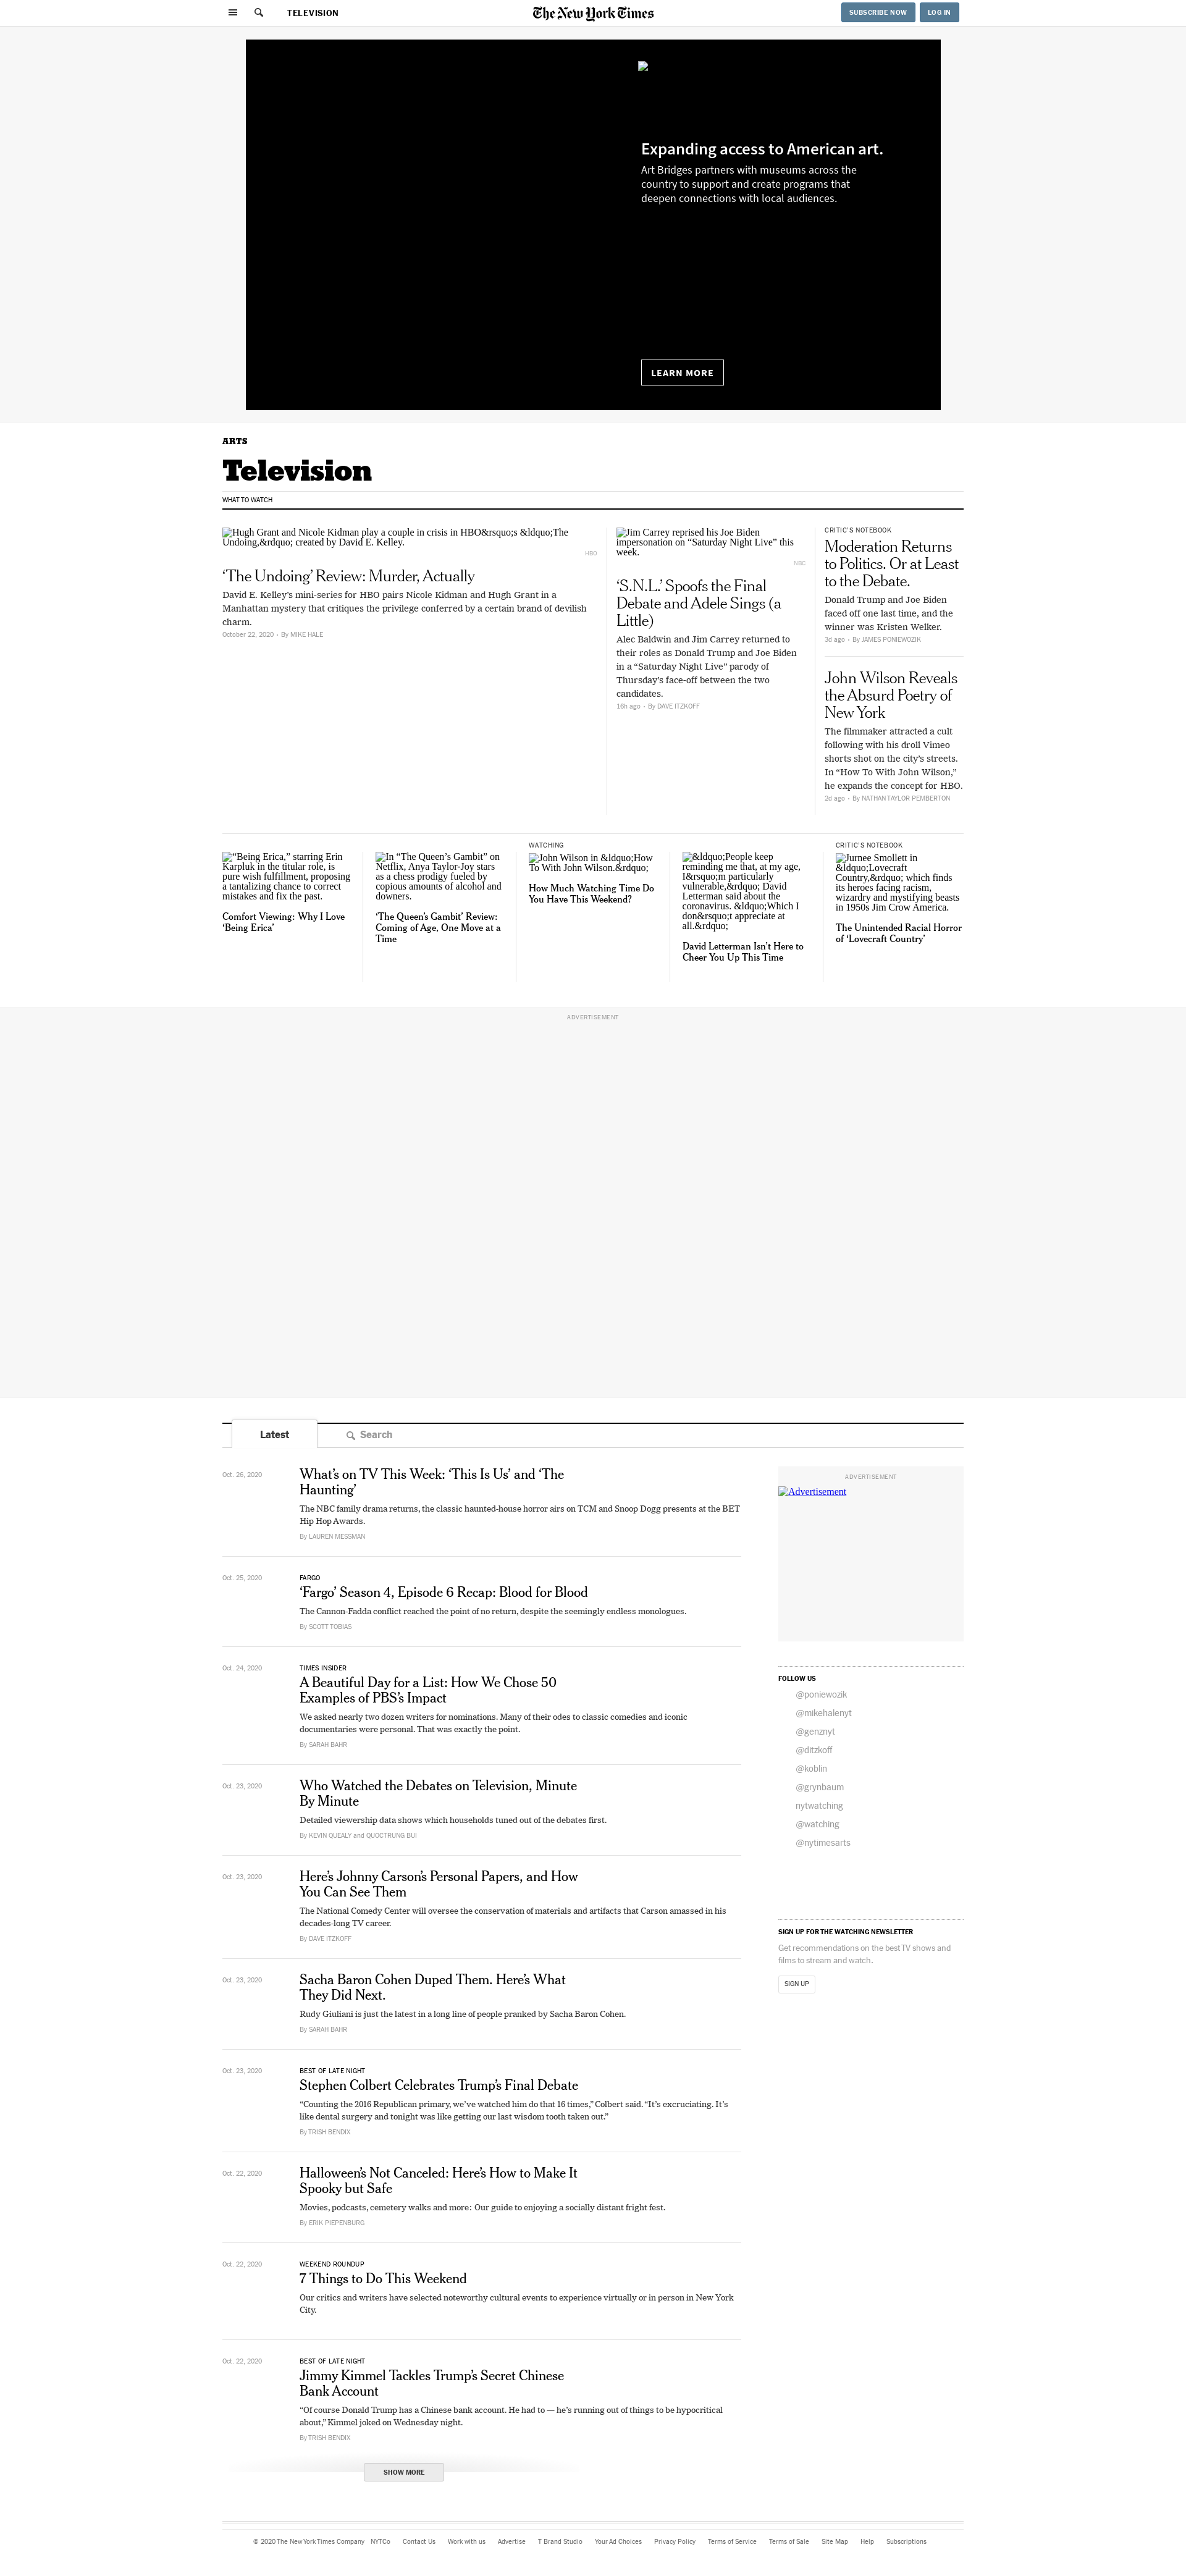 TELEVISION
The New York Times
SUBSCRIBE NOW
LOG IN
Expanding access to American art.
Art Bridges partners with museums across the
country to support and create programs that
deepen connections with local audiences.
LEARN MORE
ARTS
Television
WHAT TO WATCH
Hugh Grant and Nicole Kidman play a couple in crisis in HBO&rsquo;s &ldquo;The
Undoing,&rdquo; created by David E. Kelley.
HBO
‘The Undoing’ Review: Murder, Actually
David E. Kelley’s mini-series for HBO pairs Nicole Kidman and Hugh Grant in a
Manhattan mystery that critiques the privilege conferred by a certain brand of devilish
charm.
October 22, 2020 • By MIKE HALE
Jim Carrey reprised his Joe Biden
impersonation on “Saturday Night Live” this
week.
NBC
‘S.N.L.’ Spoofs the Final
Debate and Adele Sings (a
Little)
Alec Baldwin and Jim Carrey returned to
their roles as Donald Trump and Joe Biden
in a “Saturday Night Live” parody of
Thursday’s face-off between the two
candidates.
16h ago • By DAVE ITZKOFF
CRITIC’S NOTEBOOK
Moderation Returns
to Politics. Or at Least
to the Debate.
Donald Trump and Joe Biden
faced off one last time, and the
winner was Kristen Welker.
3d ago • By JAMES PONIEWOZIK
John Wilson Reveals
the Absurd Poetry of
New York
The filmmaker attracted a cult
following with his droll Vimeo
shorts shot on the city’s streets.
In “How To With John Wilson,”
he expands the concept for HBO.
2d ago • By NATHAN TAYLOR PEMBERTON
“Being Erica,” starring Erin
Karpluk in the titular role, is
pure wish fulfillment, proposing
a tantalizing chance to correct
mistakes and fix the past.
Comfort Viewing: Why I Love
‘Being Erica’
In “The Queen’s Gambit” on
Netflix, Anya Taylor-Joy stars
as a chess prodigy fueled by
copious amounts of alcohol and
downers.
‘The Queen’s Gambit’ Review:
Coming of Age, One Move at a
Time
WATCHING
John Wilson in &ldquo;How
To With John Wilson.&rdquo;
How Much Watching Time Do
You Have This Weekend?
&ldquo;People keep
reminding me that, at my age,
I&rsquo;m particularly
vulnerable,&rdquo; David
Letterman said about the
coronavirus. &ldquo;Which I
don&rsquo;t appreciate at
all.&rdquo;
David Letterman Isn’t Here to
Cheer You Up This Time
CRITIC’S NOTEBOOK
Jurnee Smollett in
&ldquo;Lovecraft
Country,&rdquo; which finds
its heroes facing racism,
wizardry and mystifying beasts
in 1950s Jim Crow America.
The Unintended Racial Horror
of ‘Lovecraft Country’
ADVERTISEMENT
Latest
Search
Oct. 26, 2020
What’s on TV This Week: ‘This Is Us’ and ‘The
Haunting’
The NBC family drama returns, the classic haunted-house horror airs on TCM and Snoop Dogg presents at the BET
Hip Hop Awards.
By LAUREN MESSMAN
Oct. 25, 2020
FARGO
‘Fargo’ Season 4, Episode 6 Recap: Blood for Blood
The Cannon-Fadda conflict reached the point of no return, despite the seemingly endless monologues.
By SCOTT TOBIAS
Oct. 24, 2020
TIMES INSIDER
A Beautiful Day for a List: How We Chose 50
Examples of PBS’s Impact
We asked nearly two dozen writers for nominations. Many of their odes to classic comedies and iconic
documentaries were personal. That was exactly the point.
By SARAH BAHR
Oct. 23, 2020
Who Watched the Debates on Television, Minute
By Minute
Detailed viewership data shows which households tuned out of the debates first.
By KEVIN QUEALY and QUOCTRUNG BUI
Oct. 23, 2020
Here’s Johnny Carson’s Personal Papers, and How
You Can See Them
The National Comedy Center will oversee the conservation of materials and artifacts that Carson amassed in his
decades-long TV career.
By DAVE ITZKOFF
Oct. 23, 2020
Sacha Baron Cohen Duped Them. Here’s What
They Did Next.
Rudy Giuliani is just the latest in a long line of people pranked by Sacha Baron Cohen.
By SARAH BAHR
Oct. 23, 2020
BEST OF LATE NIGHT
Stephen Colbert Celebrates Trump’s Final Debate
“Counting the 2016 Republican primary, we’ve watched him do that 16 times,” Colbert said. “It’s excruciating. It’s
like dental surgery and tonight was like getting our last wisdom tooth taken out.”
By TRISH BENDIX
Oct. 22, 2020
Halloween’s Not Canceled: Here’s How to Make It
Spooky but Safe
Movies, podcasts, cemetery walks and more: Our guide to enjoying a socially distant fright fest.
By ERIK PIEPENBURG
Oct. 22, 2020
WEEKEND ROUNDUP
7 Things to Do This Weekend
Our critics and writers have selected noteworthy cultural events to experience virtually or in person in New York
City.
Oct. 22, 2020
BEST OF LATE NIGHT
Jimmy Kimmel Tackles Trump’s Secret Chinese
Bank Account
“Of course Donald Trump has a Chinese bank account. He had to — he’s running out of things to be hypocritical
about,” Kimmel joked on Wednesday night.
By TRISH BENDIX
SHOW MORE
ADVERTISEMENT
Advertisement
FOLLOW US
@poniewozik
@mikehalenyt
@genznyt
@ditzkoff
@koblin
@grynbaum
nytwatching
@watching
@nytimesarts
SIGN UP FOR THE WATCHING NEWSLETTER
Get recommendations on the best TV shows and
films to stream and watch.
SIGN UP
© 2020 The New York Times Company NYTCo Contact Us Work with us Advertise T Brand Studio Your Ad Choices Privacy Policy Terms of Service Terms of Sale Site Map Help Subscriptions